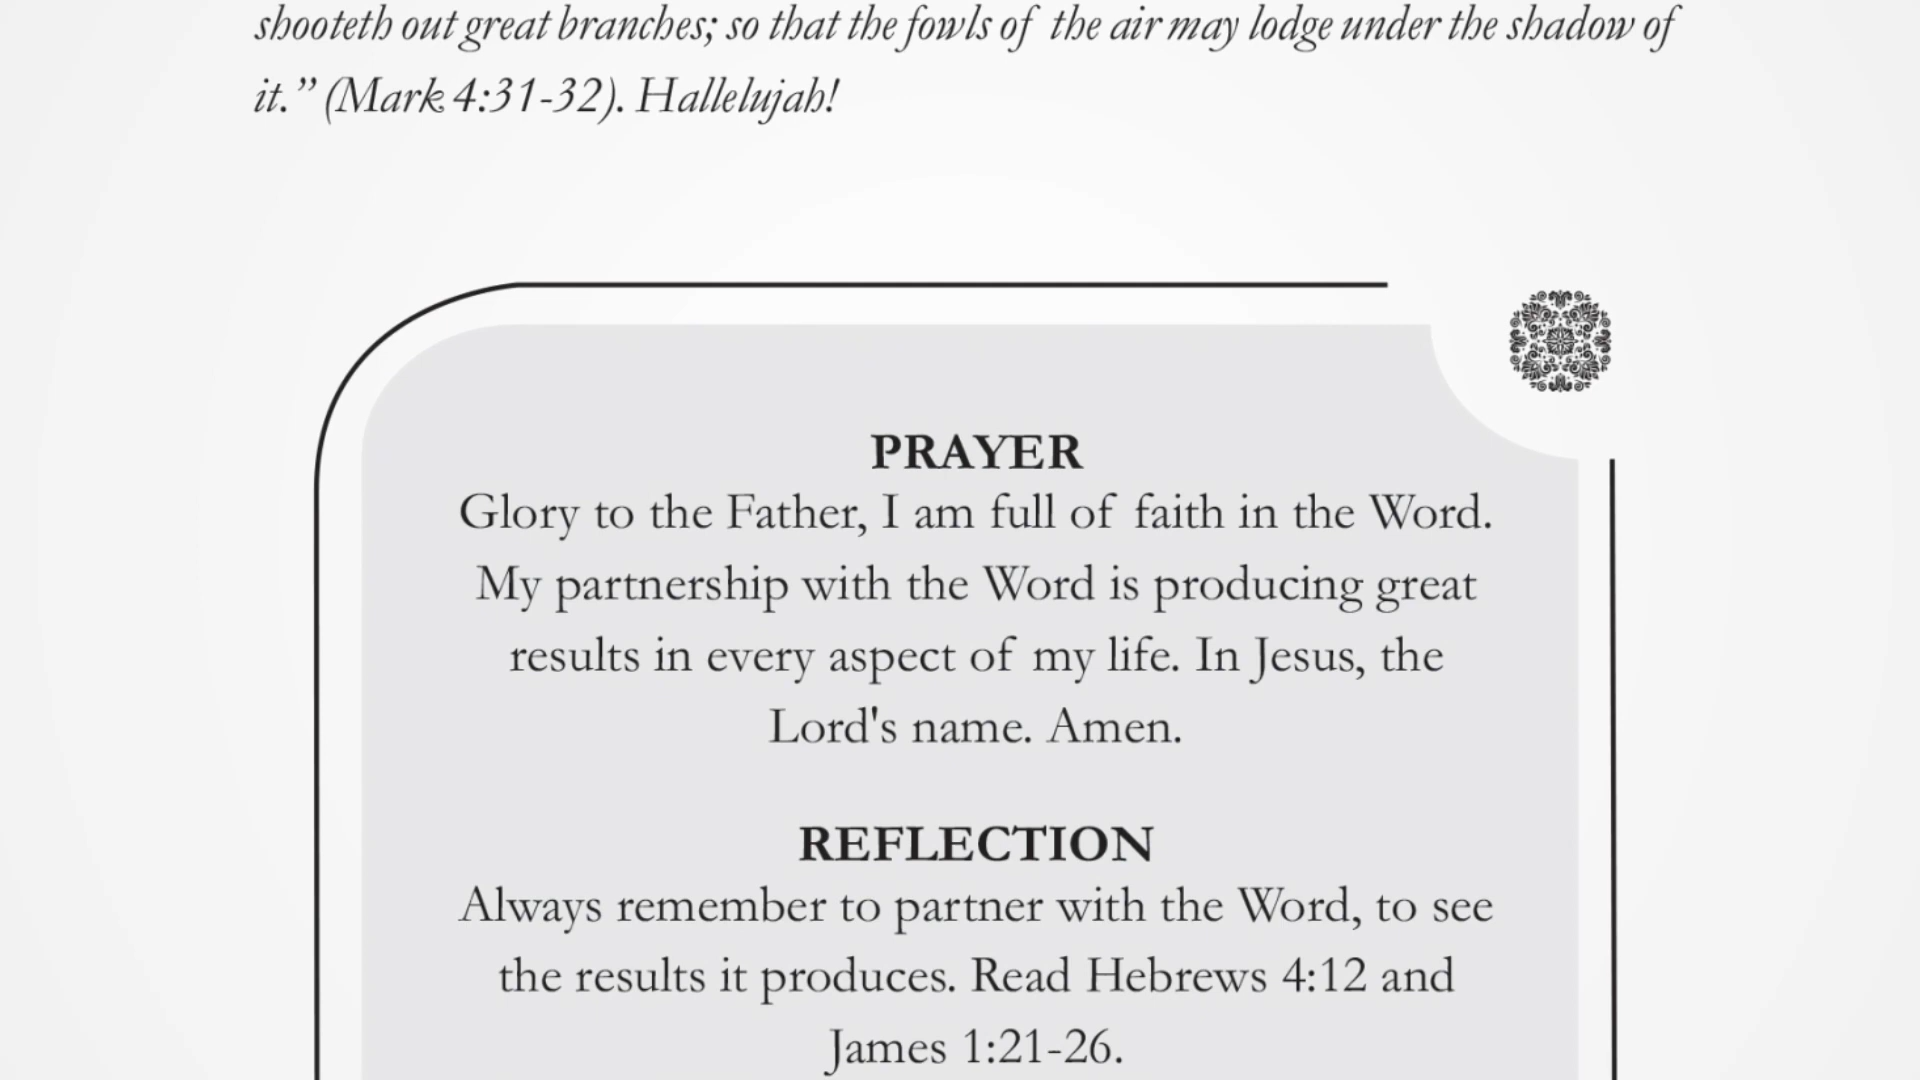 shooteth out great branches; so that the fowls of the air may lodge under the shadow of
it.” (Mark 4:31-32). Hallelujah!
PRAYER
Glory to the Father, I am full of faith in the Word.
My partnership with the Word is producing great
results in every aspect of my life. In Jesus, the
Lord's name. Amen.
REFLECTION
Always remember to partner with the Word, to see
the results it produces. Read Hebrews 4:12 and
James 1:21-26.